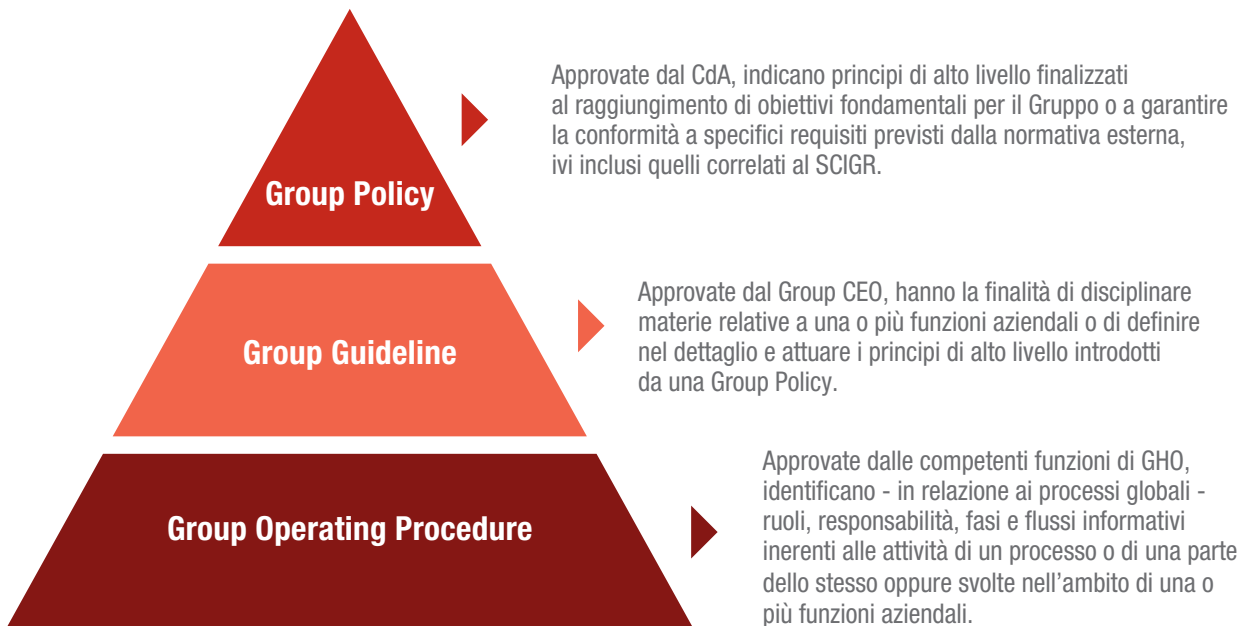 Group Policy
Approvate dal CdA, indicano principi di alto livello finalizzati
al raggiungimento di obiettivi fondamentali per il Gruppo o a garantire
la conformità a specifici requisiti previsti dalla normativa esterna,
ivi inclusi quelli correlati al SCIGR.
Group Guideline
Approvate dal Group CEO, hanno la finalità di disciplinare
materie relative a una o più funzioni aziendali o di definire
nel dettaglio e attuare i principi di alto livello introdotti
da una Group Policy.
Group Operating Procedure
Approvate dalle competenti funzioni di GHO,
identificano - in relazione ai processi globali -
ruoli, responsabilità, fasi e flussi informativi
inerenti alle attività di un processo o di una parte
dello stesso oppure svolte nell’ambito di una o
più funzioni aziendali.